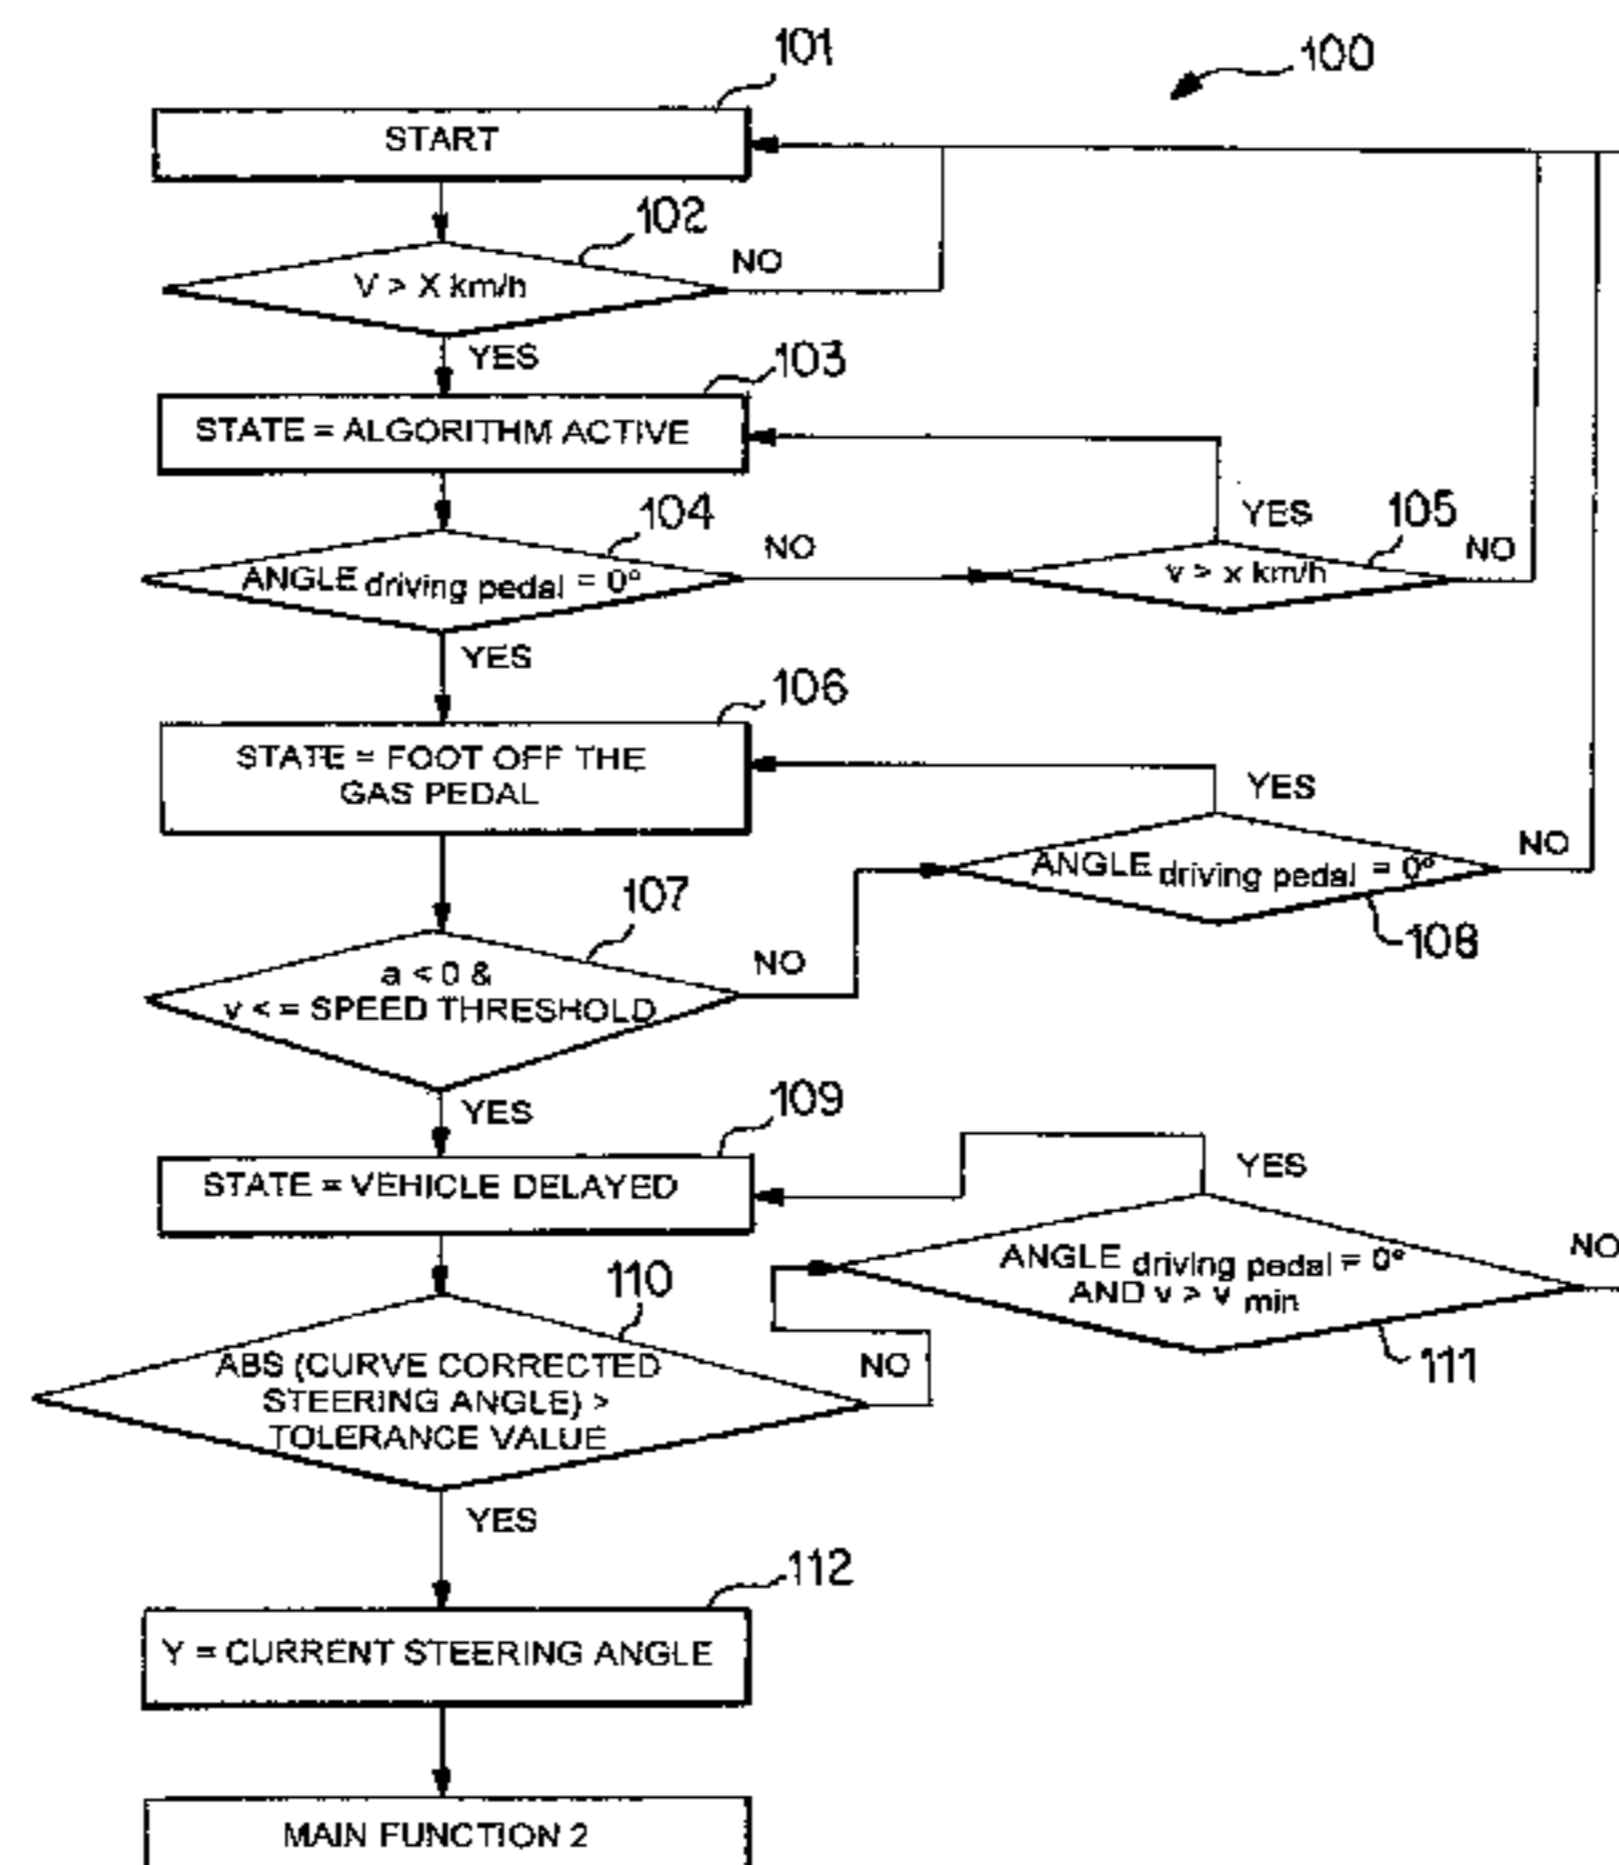 101
100
START
102
V > X km/h
NO
YES
103
STATE = ALGORITHM ACTIVE
104
ANGLE driving pedal = 0°
NO
YES
105
v > x km/h
NO
YES
106
STATE = FOOT OFF THE
GAS PEDAL
YES
ANGLE driving pedal = 0°
NO
108
107
a < 0 &
v < = SPEED THRESHOLD
NO
YES
109
STATE = VEHICLE DELAYED
YES
ANGLE driving pedal = 0°
AND v > v min
NO
111
110
ABS (CURVE CORRECTED
STEERING ANGLE) >
TOLERANCE VALUE
NO
YES
112
Y = CURRENT STEERING ANGLE
MAIN FUNCTION 2